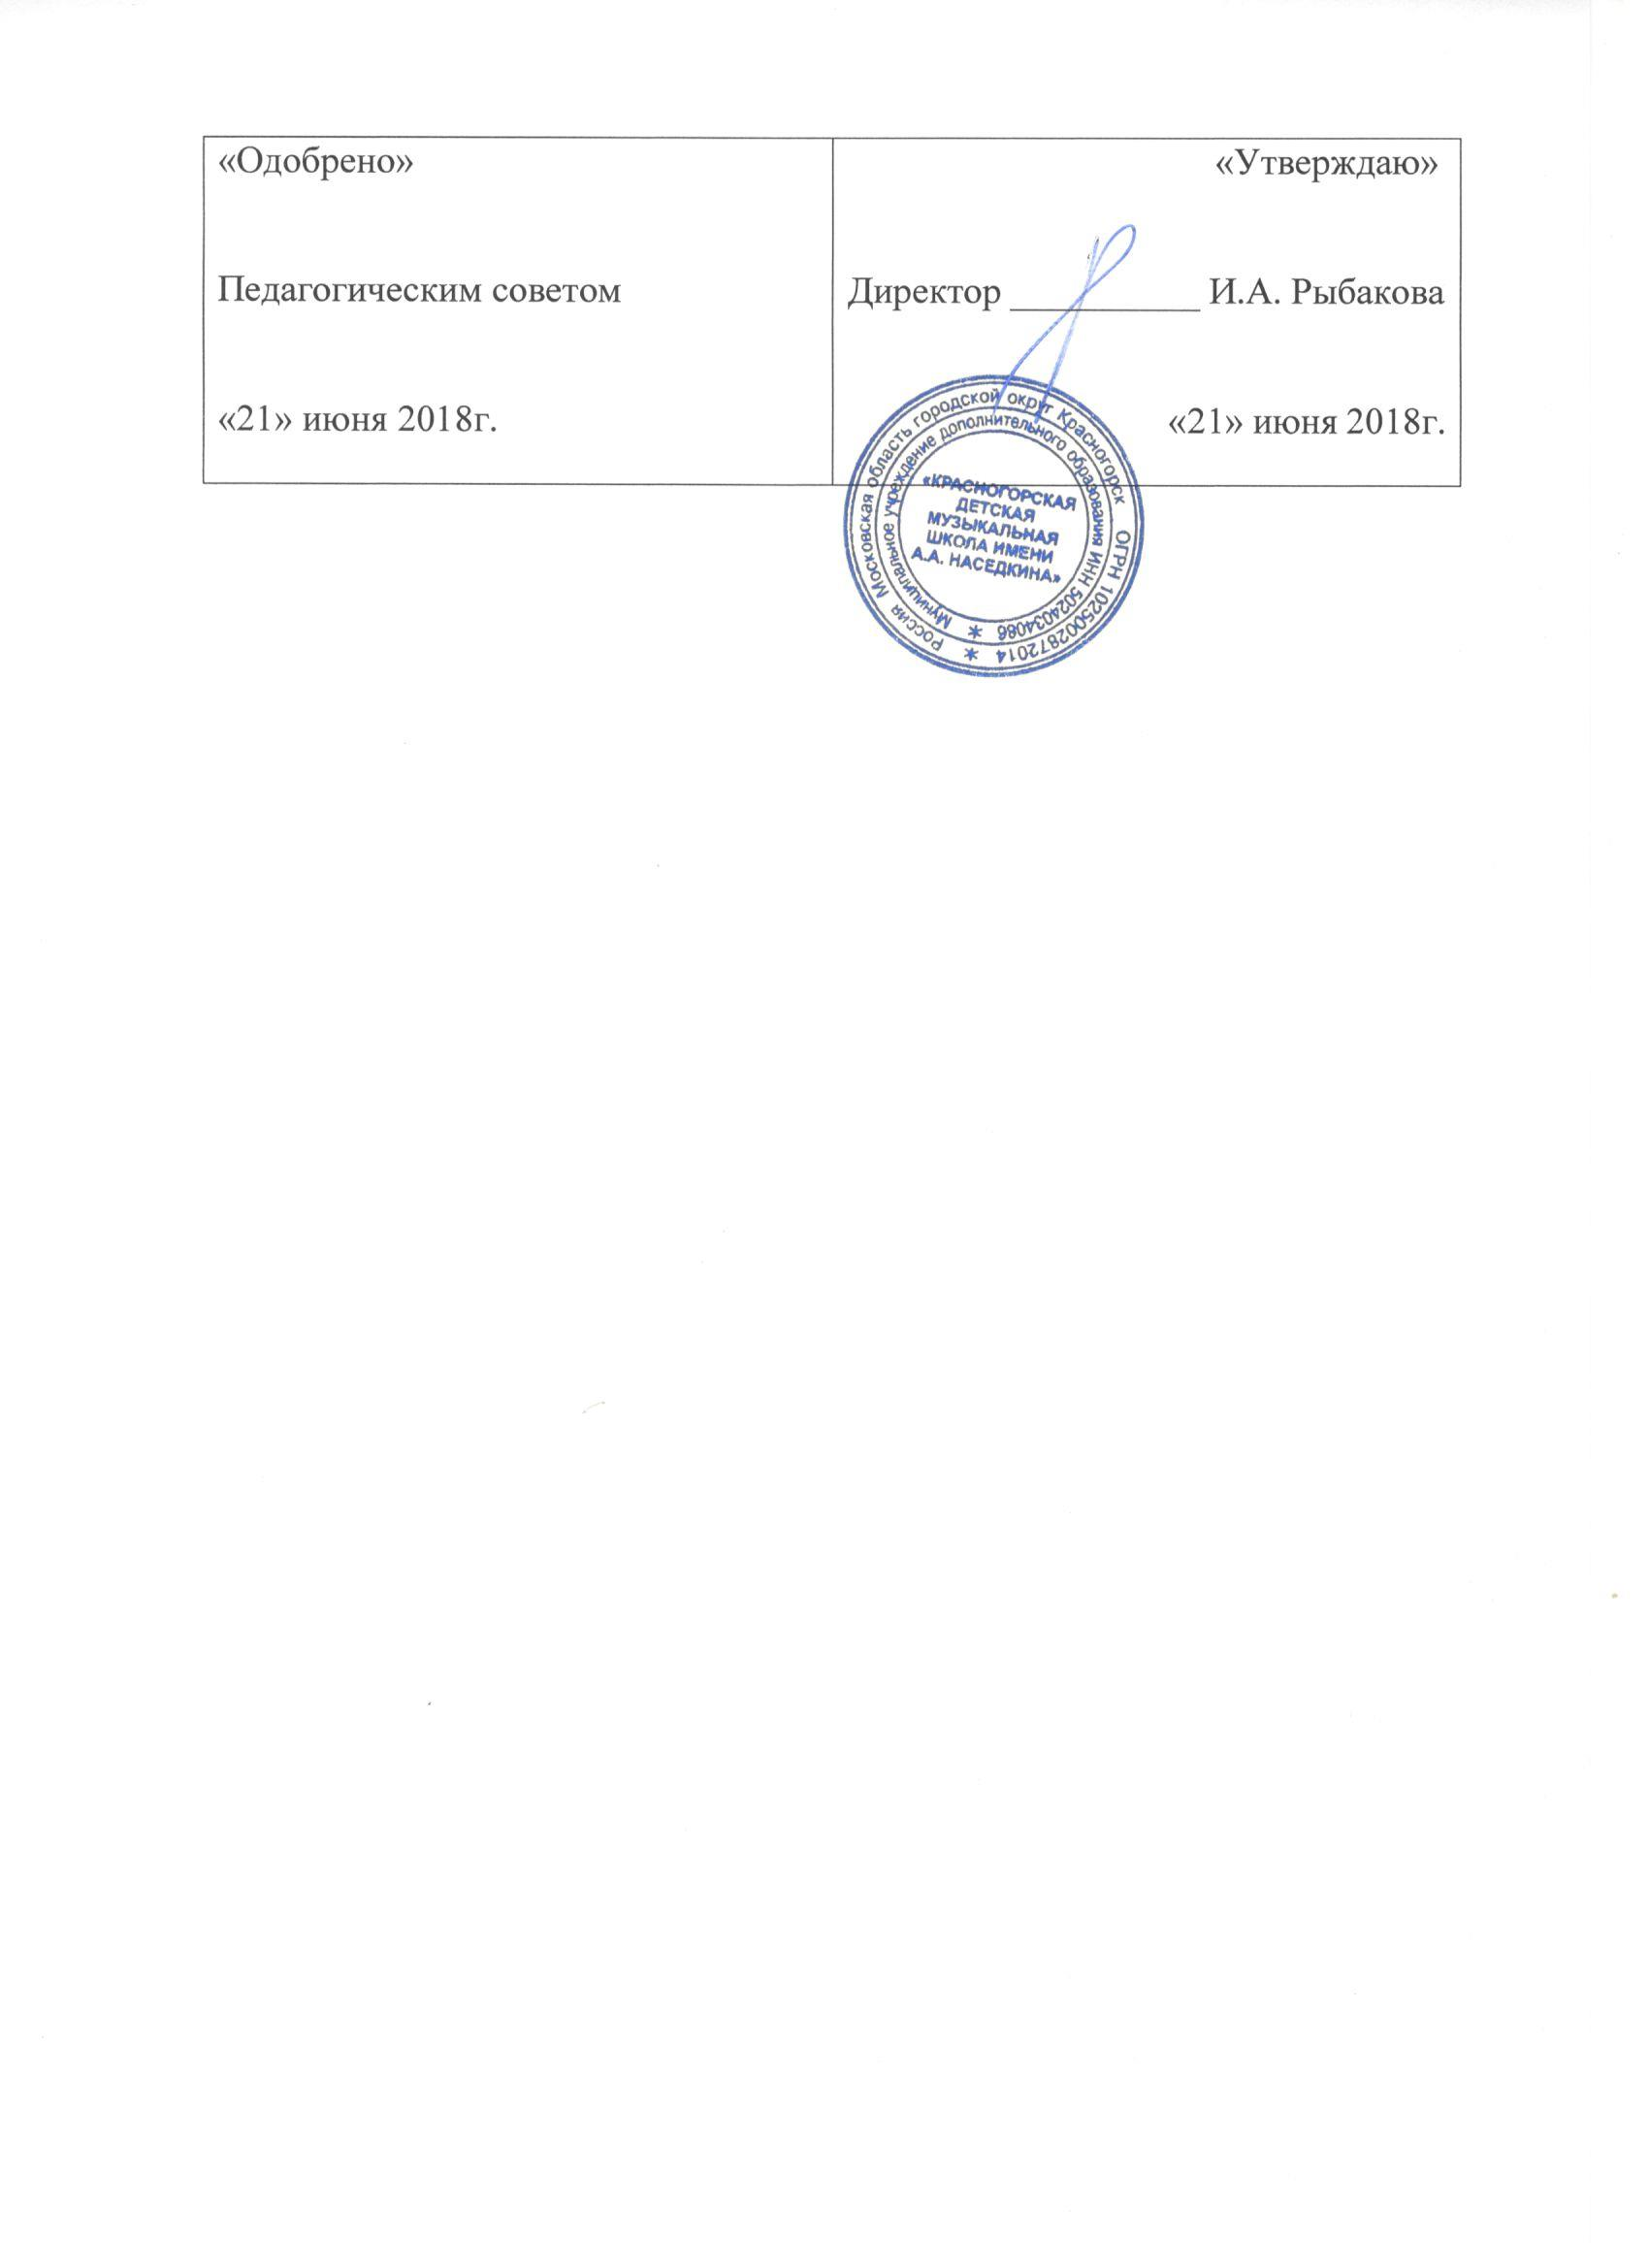 «Одобрено»
Педагогическим советом
«21» июня 2018г.
«Утверждаю»
Директор __________ И.А. Рыбакова
«21» июня 2018г.
Россия Московская область городской округ Красногорск ОГРН 1025002872014 *
Муниципальное учреждение дополнительного образования ИНН 5024034086 *
«КРАСНОГОРСКАЯ
ДЕТСКАЯ
МУЗЫКАЛЬНАЯ
ШКОЛА ИМЕНИ
А.А. НАСЕДКИНА»